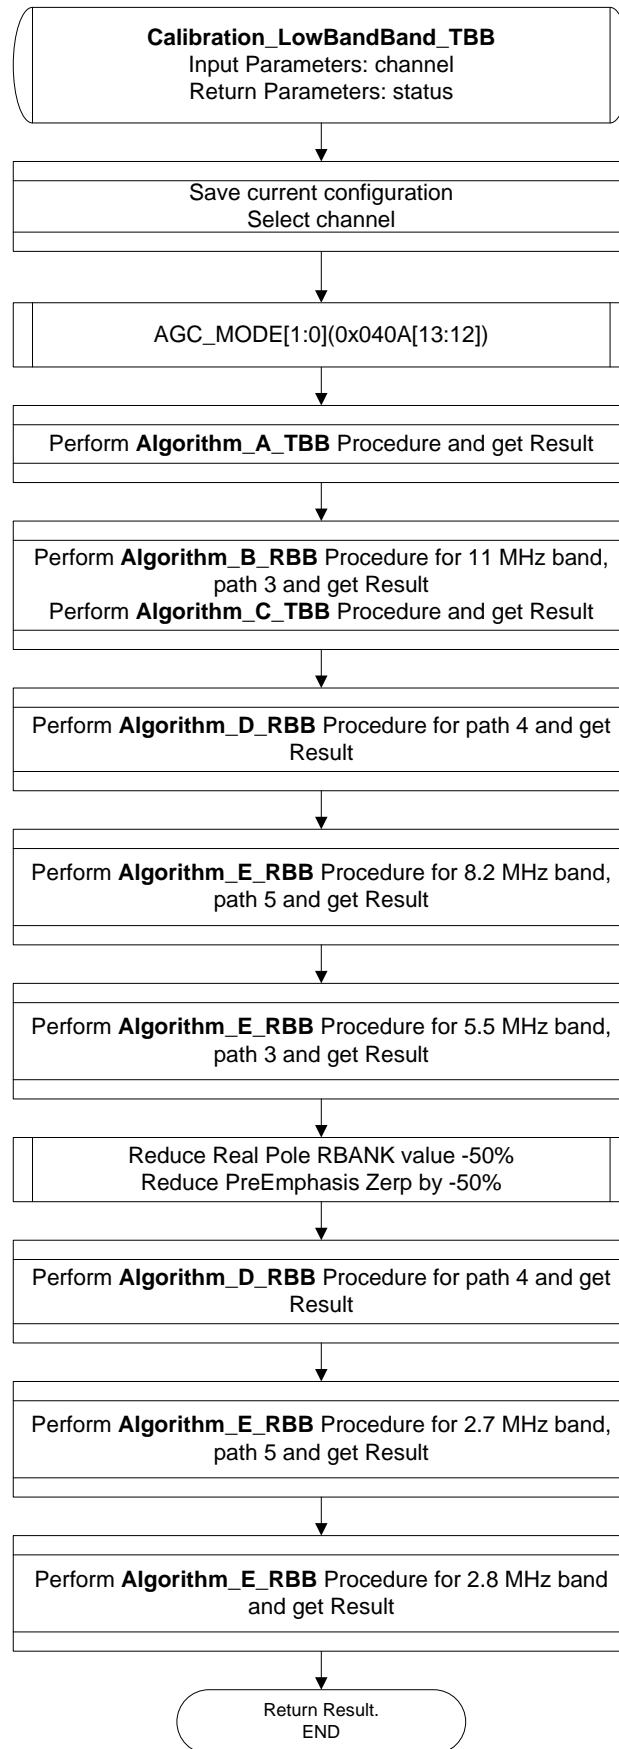 Calibration_LowBandBand_TBB
Input Parameters: channel
Return Parameters: status
Save current configuration
Select channel
AGC_MODE[1:0](0x040A[13:12])
Perform Algorithm_A_TBB Procedure and get Result
Perform Algorithm_B_RBB Procedure for 11 MHz band,
path 3 and get Result
Perform Algorithm_C_TBB Procedure and get Result
Perform Algorithm_D_RBB Procedure for path 4 and get
Result
Perform Algorithm_E_RBB Procedure for 8.2 MHz band,
path 5 and get Result
Perform Algorithm_E_RBB Procedure for 5.5 MHz band,
path 3 and get Result
Reduce Real Pole RBANK value -50%
Reduce PreEmphasis Zerp by -50%
Perform Algorithm_D_RBB Procedure for path 4 and get
Result
Perform Algorithm_E_RBB Procedure for 2.7 MHz band,
path 5 and get Result
Perform Algorithm_E_RBB Procedure for 2.8 MHz band
and get Result
Return Result.
END